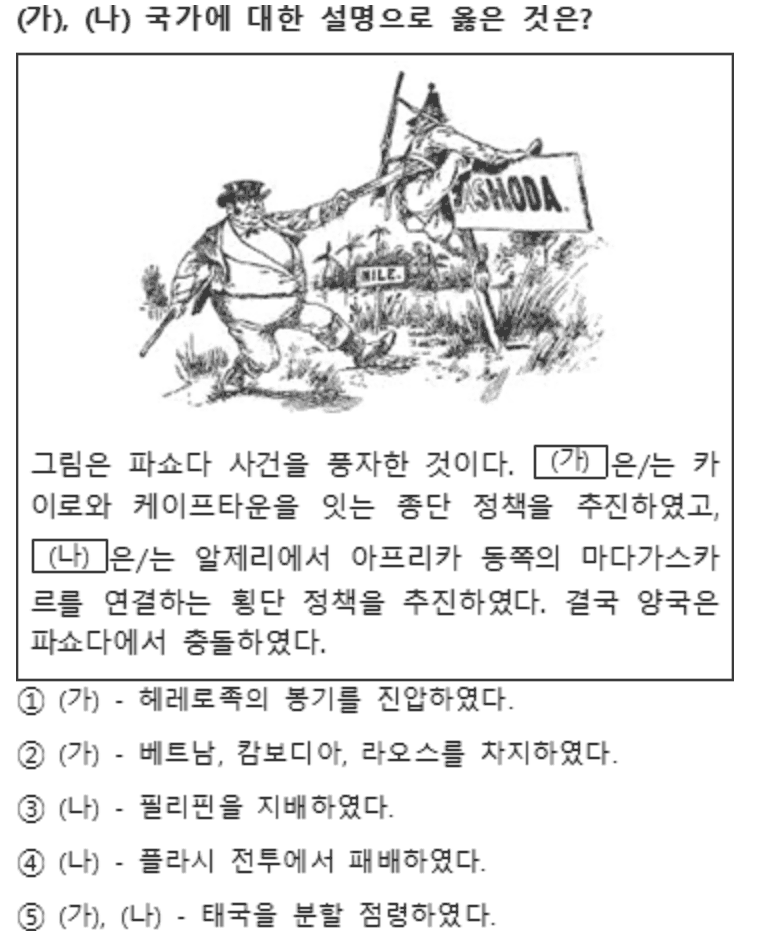 (가), (나) 국가에 대한 설명으로 옳은 것은?
ASHODA.
NILE.
그림은 파쇼다 사건을 풍자한 것이다. (가) 은/는 카
이로와 케이프타운을 잇는 종단 정책을 추진하였고,
(나) 은/는 알제리에서 아프리카 동쪽의 마다가스카
르를 연결하는 횡단 정책을 추진하였다. 결국 양국은
파쇼다에서 충돌하였다.
① (가) - 헤레로족의 봉기를 진압하였다.
② (가) - 베트남, 캄보디아, 라오스를 차지하였다.
③ (나) - 필리핀을 지배하였다.
④ (나) - 플라시 전투에서 패배하였다.
⑤ (가), (나) - 태국을 분할 점령하였다.